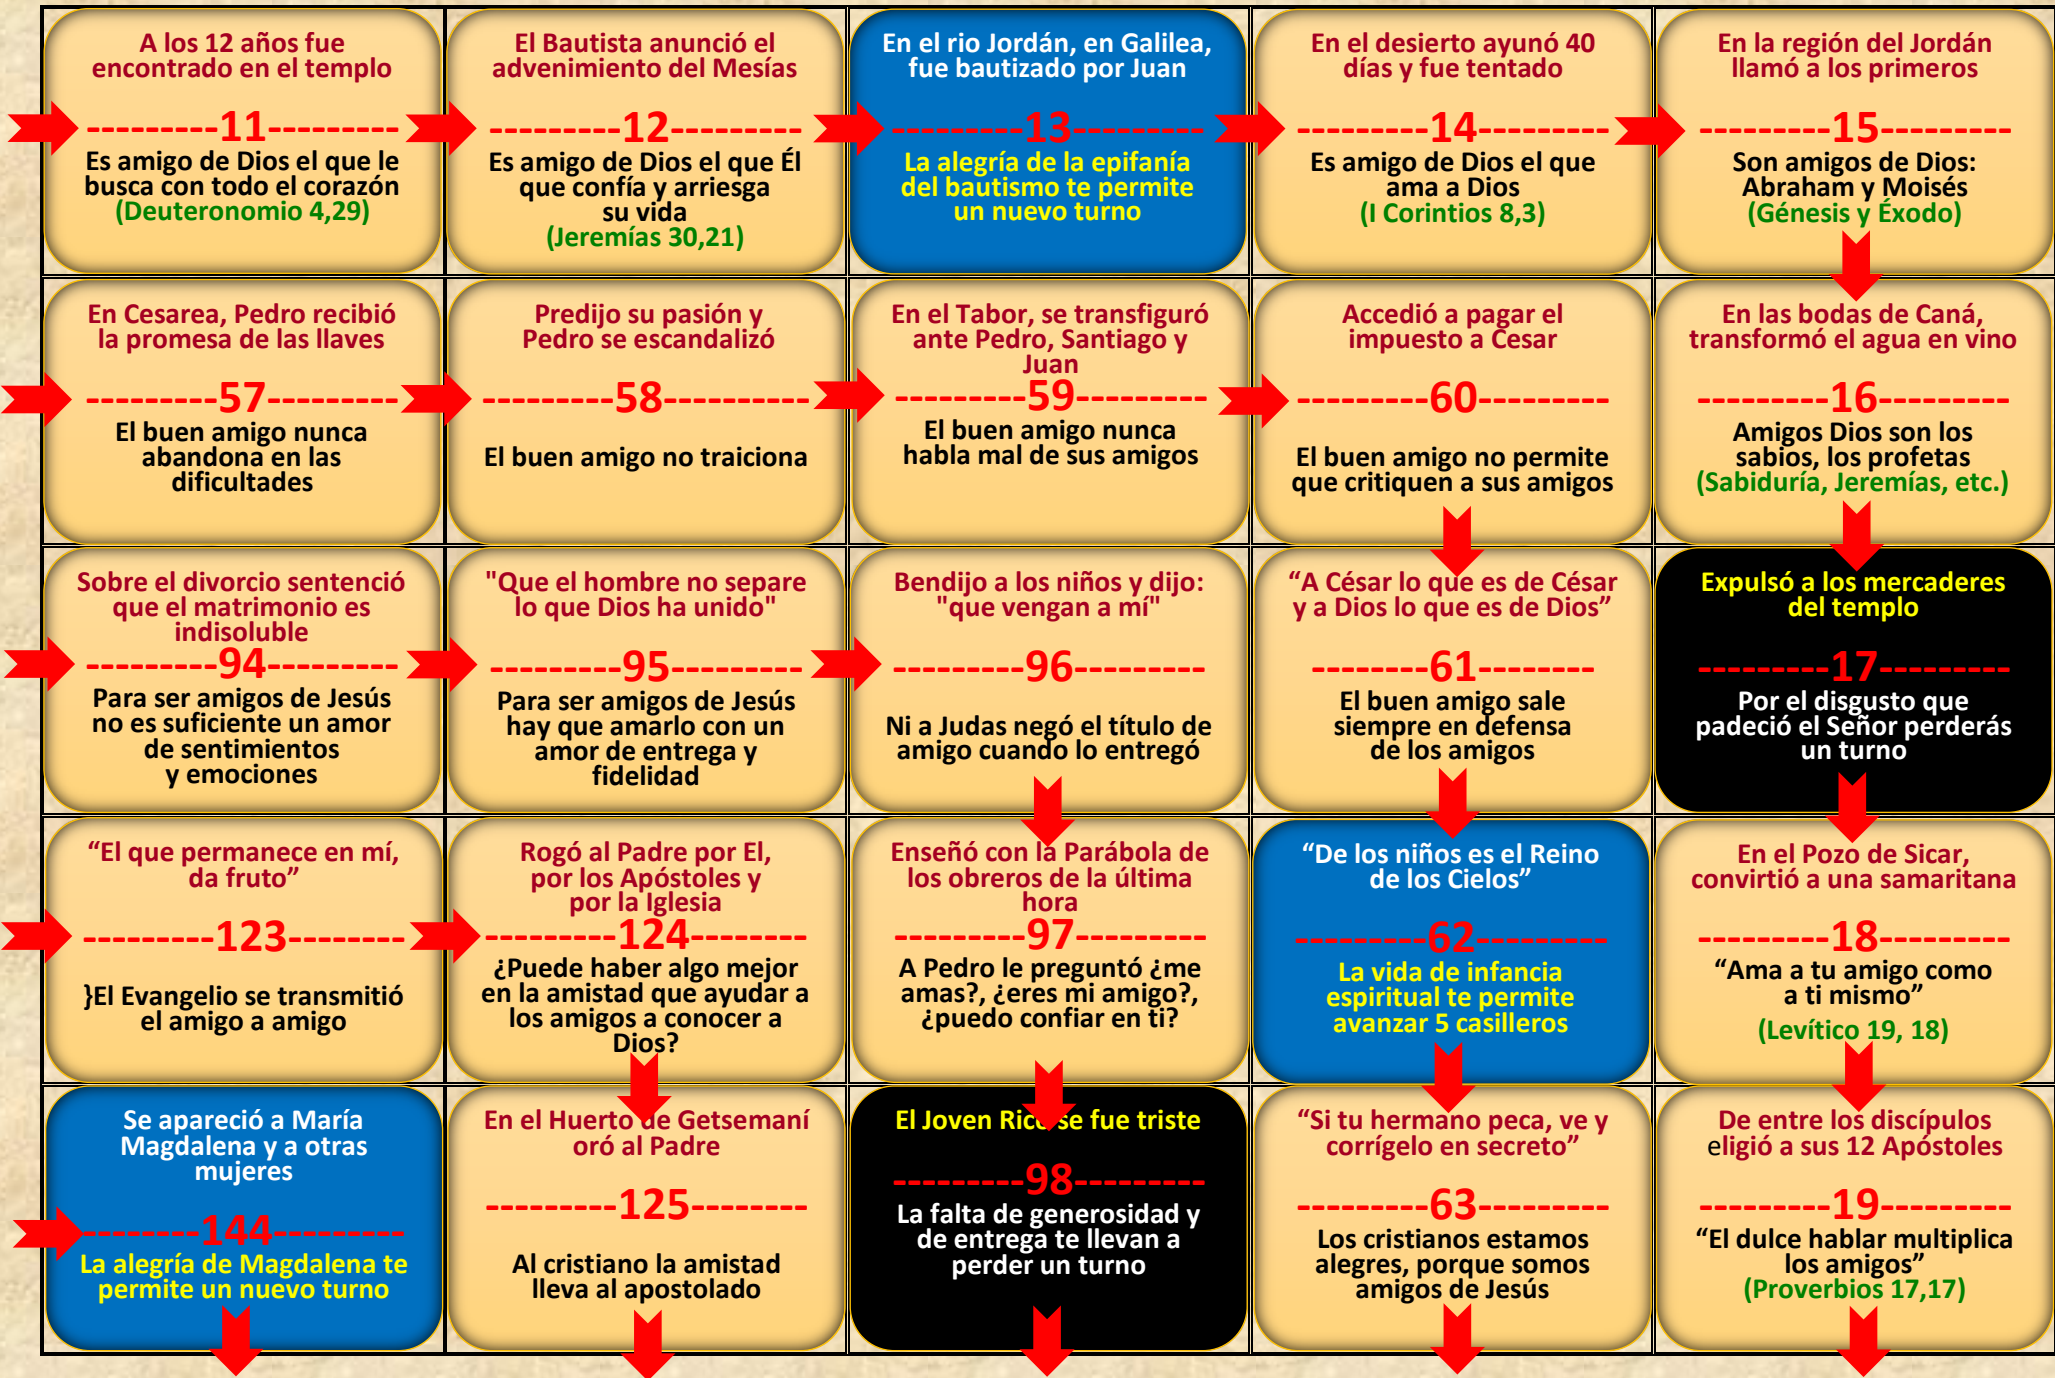 A los 12 años fue
encontrado en el templo
---------11---------
Es amigo de Dios el que le
busca con todo el corazón
(Deuteronomio 4,29)
El Bautista anunció el
advenimiento del Mesías
---------12---------
Es amigo de Dios el que Él
que confía y arriesga
su vida
(Jeremías 30,21)
En el rio Jordán, en Galilea,
fue bautizado por Juan
---------13---------
La alegría de la epifanía
del bautismo te permite
un nuevo turno
En el desierto ayunó 40
días y fue tentado
---------14---------
Es amigo de Dios el que
ama a Dios
(I Corintios 8,3)
En la región del Jordán
llamó a los primeros
---------15---------
Son amigos de Dios:
Abraham y Moisés
(Génesis y Éxodo)
En Cesarea, Pedro recibió
la promesa de las llaves
---------57---------
El buen amigo nunca
abandona en las
dificultades
Predijo su pasión y
Pedro se escandalizó
---------58----------
El buen amigo no traiciona
En el Tabor, se transfiguró
ante Pedro, Santiago y
Juan
---------59---------
El buen amigo nunca
habla mal de sus amigos
Accedió a pagar el
impuesto a Cesar
---------60---------
El buen amigo no permite
que critiquen a sus amigos
En las bodas de Caná,
transformó el agua en vino
---------16---------
Amigos Dios son los
sabios, los profetas
(Sabiduría, Jeremías, etc.)
Sobre el divorcio sentenció
que el matrimonio es
indisoluble
---------94---------
Para ser amigos de Jesús
no es suficiente un amor
de sentimientos
y emociones
"Que el hombre no separe
lo que Dios ha unido"
---------95---------
Para ser amigos de Jesús
hay que amarlo con un
amor de entrega y
fidelidad
Bendijo a los niños y dijo:
"que vengan a mí"
---------96---------
Ni a Judas negó el título de
amigo cuando lo entregó
“A César lo que es de César
y a Dios lo que es de Dios”
--------61--------
El buen amigo sale
siempre en defensa
de los amigos
Expulsó a los mercaderes
del templo
---------17---------
Por el disgusto que
padeció el Señor perderás
un turno
“El que permanece en mí,
da fruto”
---------123--------
}El Evangelio se transmitió
el amigo a amigo
Rogó al Padre por El,
por los Apóstoles y
por la Iglesia
---------124--------
¿Puede haber algo mejor
en la amistad que ayudar a
los amigos a conocer a
Dios?
Enseñó con la Parábola de
los obreros de la última
hora
---------97---------
A Pedro le preguntó ¿me
amas?, ¿eres mi amigo?,
¿puedo confiar en ti?
“De los niños es el Reino
de los Cielos”
---------62---------
La vida de infancia
espiritual te permite
avanzar 5 casilleros
En el Pozo de Sicar,
convirtió a una samaritana
---------18---------
“Ama a tu amigo como
a ti mismo”
(Levítico 19, 18)
Se apareció a María
Magdalena y a otras
mujeres
---------144---------
La alegría de Magdalena te
permite un nuevo turno
En el Huerto de Getsemaní
oró al Padre
---------125--------
Al cristiano la amistad
lleva al apostolado
El Joven Rico se fue triste
---------98---------
La falta de generosidad y
de entrega te llevan a
perder un turno
“Si tu hermano peca, ve y
corrígelo en secreto”
---------63---------
Los cristianos estamos
alegres, porque somos
amigos de Jesús
De entre los discípulos
eligió a sus 12 Apóstoles
---------19---------
“El dulce hablar multiplica
los amigos”
(Proverbios 17,17)